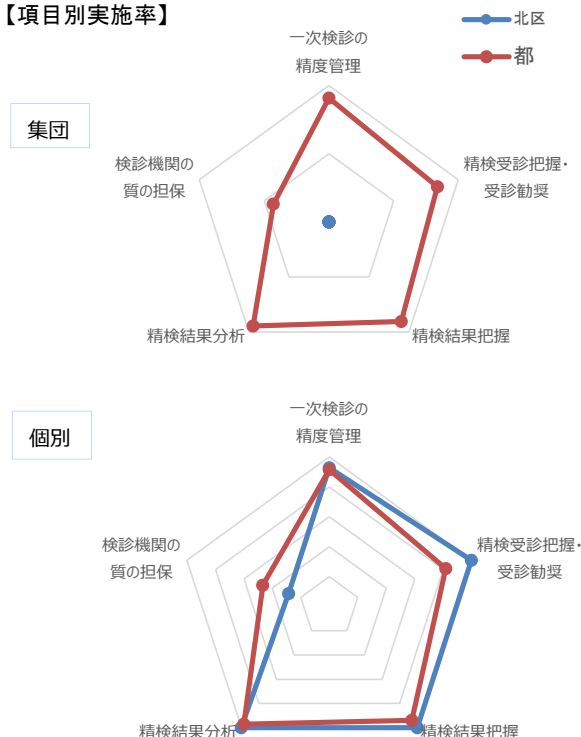 【項目別実施率】
北区
都
集団
一次検診の
精度管理
精検受診把握・
受診勧奨
精検結果把握
精検結果分析
検診機関の
質の担保
個別
一次検診の
精度管理
精検受診把握・
受診勧奨
精検結果把握
精検結果分析
検診機関の
質の担保